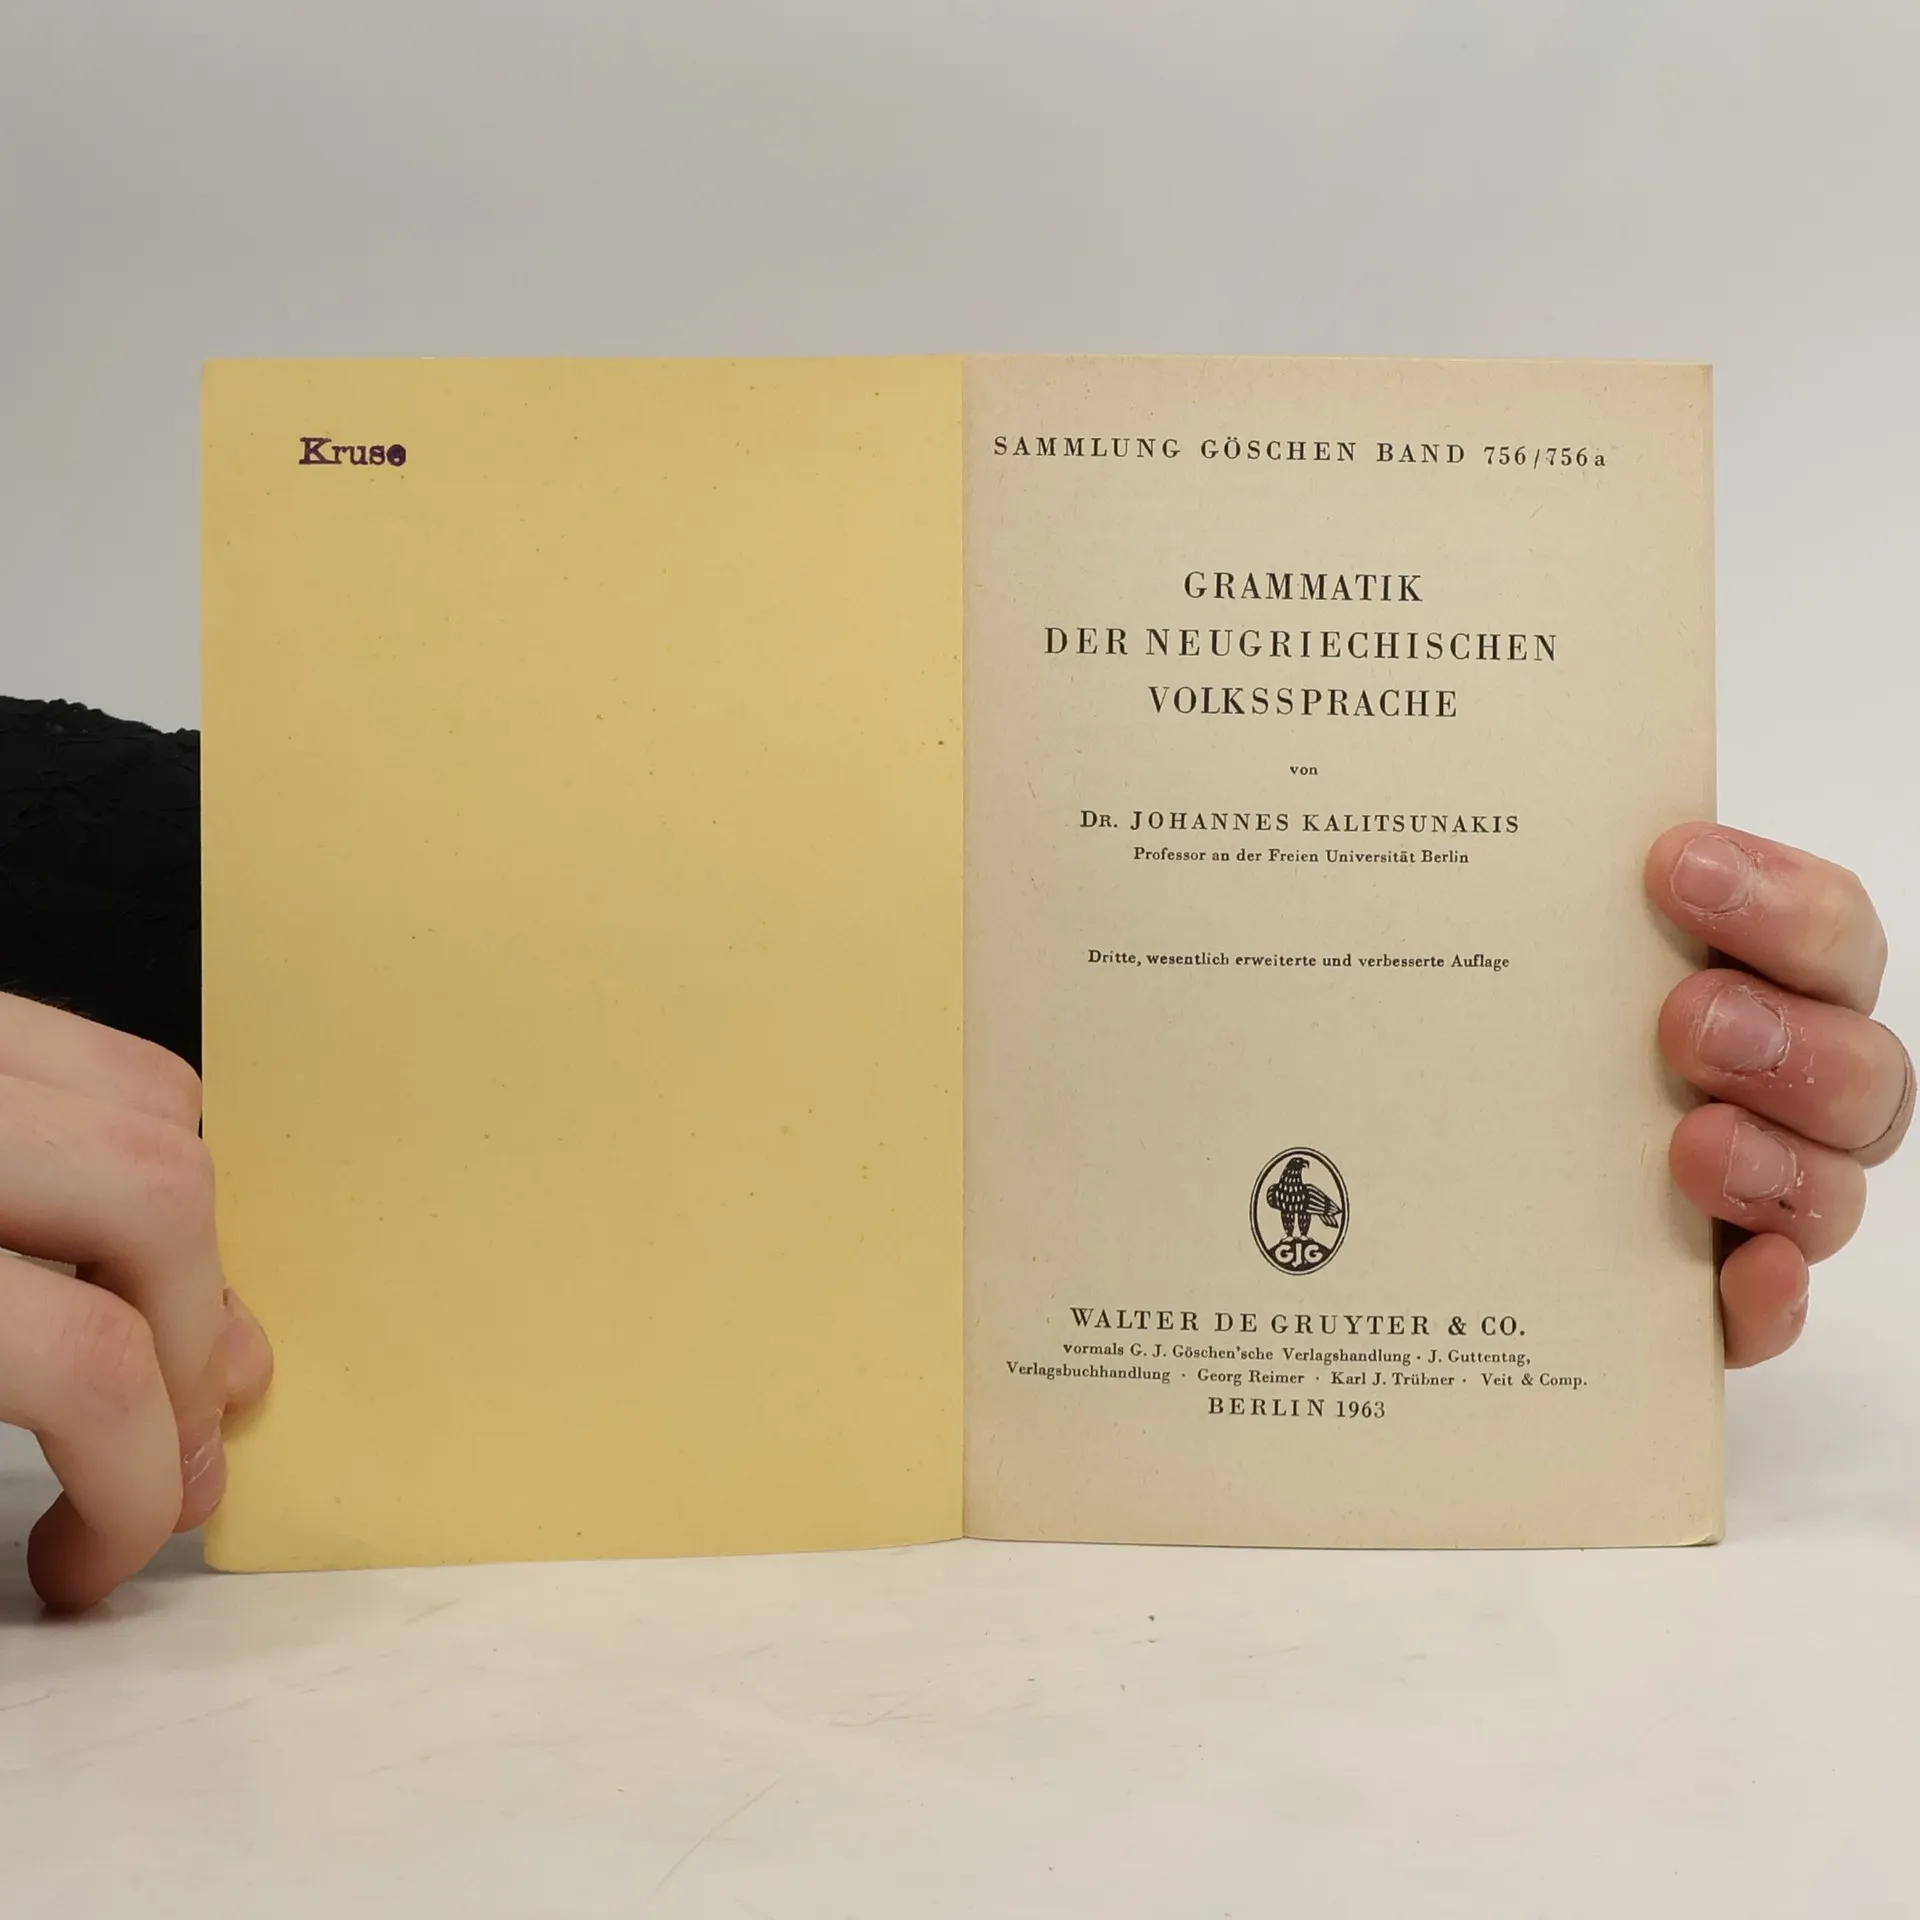 Kruse
SAMMLUNG GÖSCHEN BAND 756/756a
GRAMMATIK
DER NEUGRIECHISCHEN
VOLKSSPRACHE
von
DR. JOHANNES KALITSUNAKIS
Professor an der Freien Universität Berlin
Dritte, wesentlich erweiterte und verbesserte Auflage
GJG
WALTER DE GRUYTER & CO.
vormals G. J. Göschen'sche Verlagshandlung · J. Guttentag,
Verlagsbuchhandlung · Georg Reimer · Karl J. Trübner · Veit & Comp.
BERLIN 1963